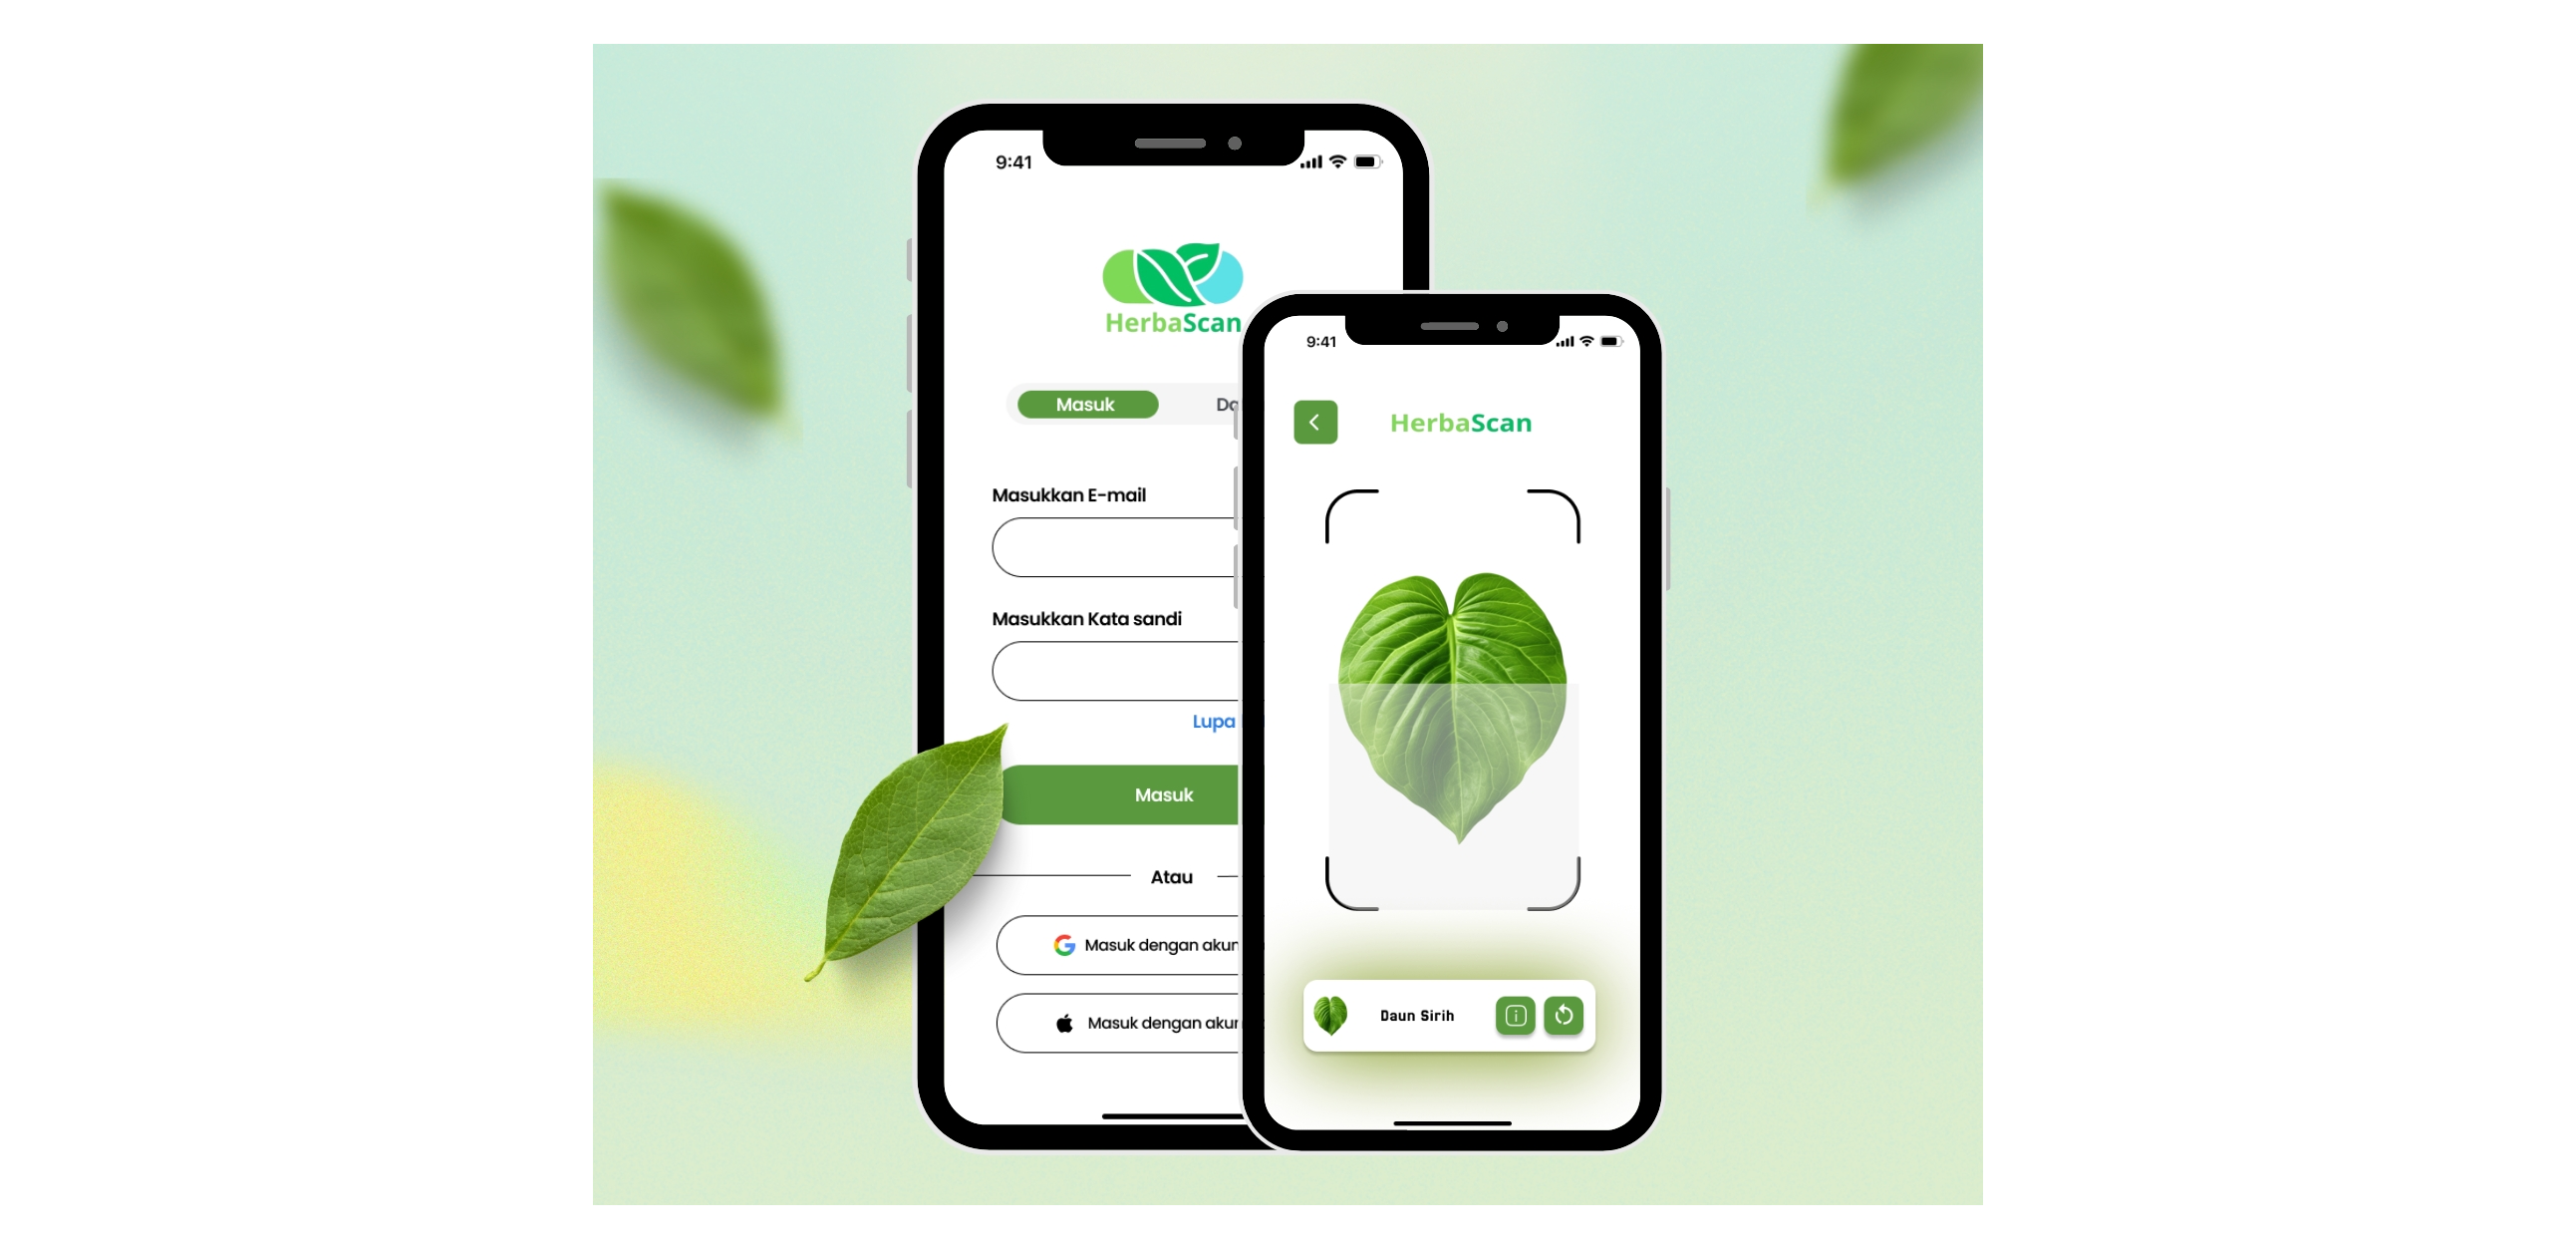 9:41
HerbaScan
Masuk
Masukkan E-mail
Masukkan Kata sandi
Lupa
Masuk
Atau
Masuk dengan akun
Masuk dengan akun
9:41
HerbaScan
Daun Sirih